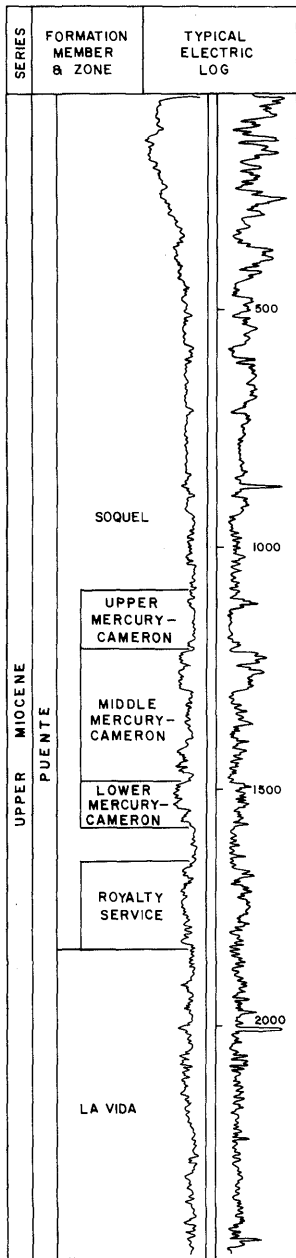 SERIES
FORMATION
MEMBER
& ZONE
TYPICAL
ELECTRIC
LOG
UPPER MIOCENE
PUENTE
500
SOQUEL
1000
UPPER
MERCURY-
CAMERON
MIDDLE
MERCURY-
CAMERON
LOWER
MERCURY-
CAMERON
1500
ROYALTY
SERVICE
2000
LA VIDA